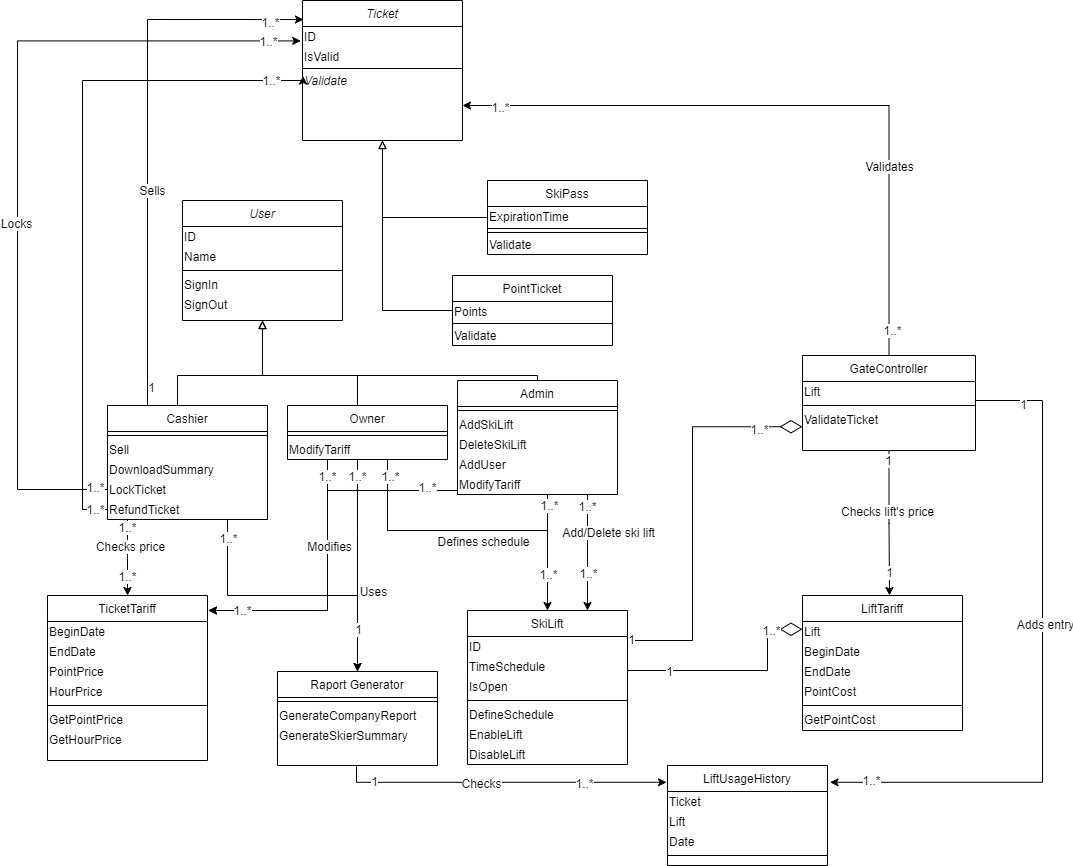 Ticket
ID
IsValid
Validate
1..*
1..*
1..*
1..*
Validates
Sells
Locks
SkiPass
ExpirationTime
Validate
User
ID
Name
SignIn
SignOut
PointTicket
Points
Validate
1..*
GateController
Lift
ValidateTicket
1
1
Cashier
Sell
DownloadSummary
LockTicket
RefundTicket
1..*
1..*
Owner
ModifyTariff
Admin
AddSkiLift
DeleteSkiLift
AddUser
ModifyTariff
1..*
1..*
1..*
1..*
1..*
1
1..*
1..*
1..*
1..*
Checks lift's price
Checks price
Modifies
Defines schedule
Add/Delete ski lift
1..*
1..*
1..*
1
Uses
TicketTariff
BeginDate
EndDate
PointPrice
HourPrice
GetPointPrice
GetHourPrice
1..*
1
SkiLift
ID
TimeSchedule
IsOpen
DefineSchedule
EnableLift
DisableLift
1
1
1..*
LiftTariff
Lift
BeginDate
EndDate
PointCost
GetPointCost
Adds entry
Raport Generator
GenerateCompanyReport
GenerateSkierSummary
1
Checks
1..*
LiftUsageHistory
Ticket
Lift
Date
1..*